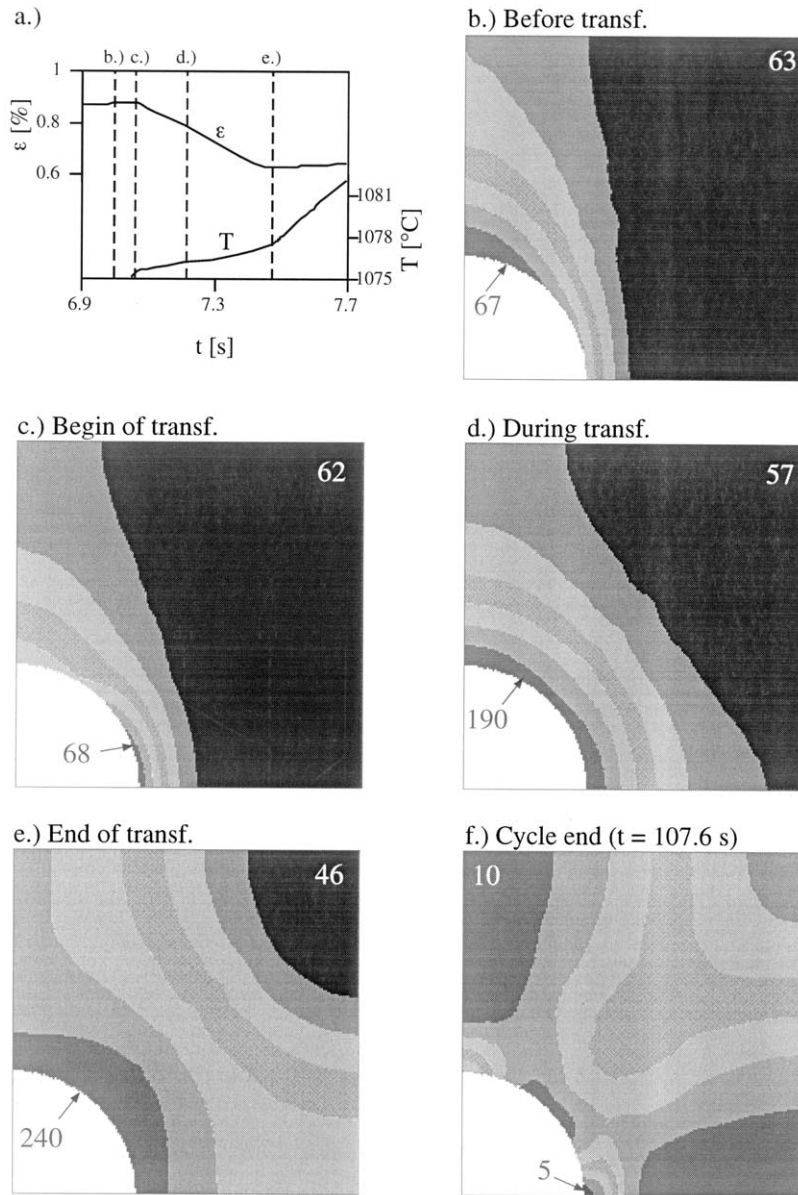 a.)
b.) c.) d.) e.)
1
0.8
0.6
ε [%]
ε
T
1081
1078
1075
T [°C]
6.9 7.3 7.7
t [s]
b.) Before transf.
63
67
c.) Begin of transf.
62
68
d.) During transf.
57
190
e.) End of transf.
46
240
f.) Cycle end (t = 107.6 s)
10
5